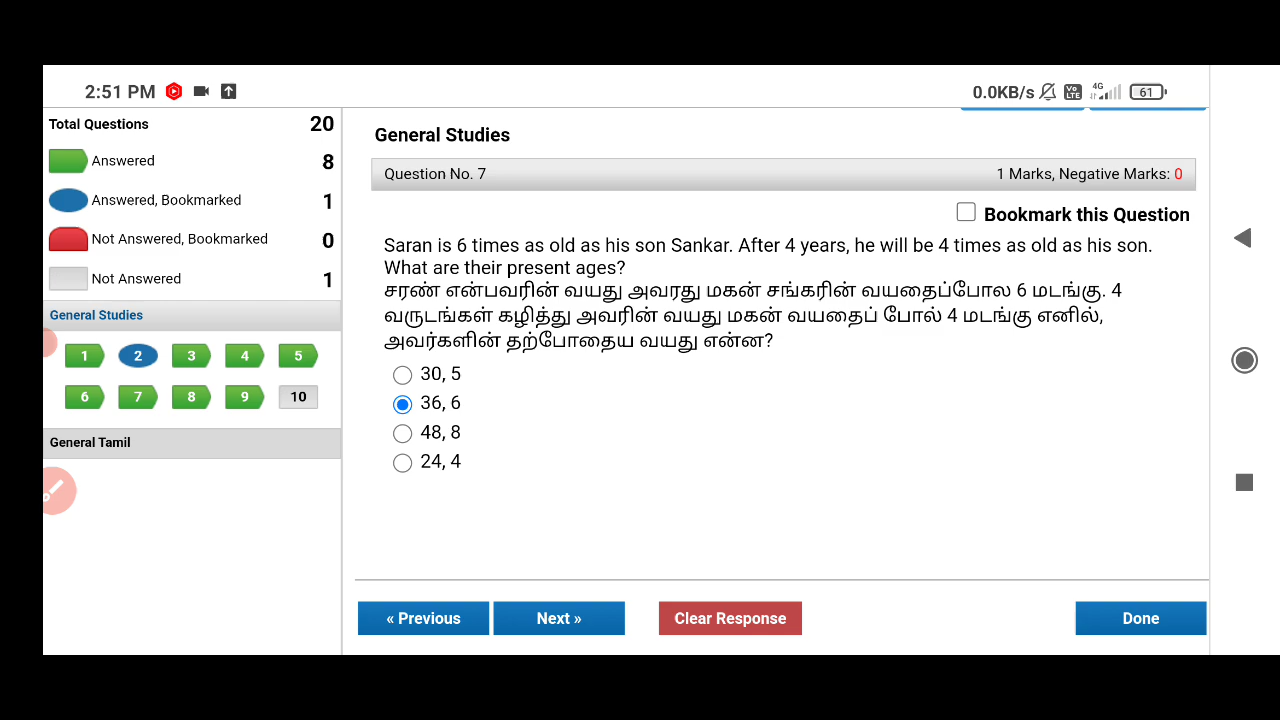 2:51 PM
0.0KB/s Vo LTE 4G 61
Total Questions 20
Answered 8
Answered, Bookmarked 1
Not Answered, Bookmarked 0
Not Answered 1
General Studies
1 2 3 4 5
6 7 8 9 10
General Tamil
General Studies
Question No. 7 1 Marks, Negative Marks: 0
Bookmark this Question
Saran is 6 times as old as his son Sankar. After 4 years, he will be 4 times as old as his son.
What are their present ages?
சரண் என்பவரின் வயது அவரது மகன் சங்கரின் வயதைப்போல 6 மடங்கு. 4
வருடங்கள் கழித்து அவரின் வயது மகன் வயதைப் போல் 4 மடங்கு எனில்,
அவர்களின் தற்போதைய வயது என்ன?
30, 5
36, 6
48, 8
24, 4
« Previous Next » Clear Response Done